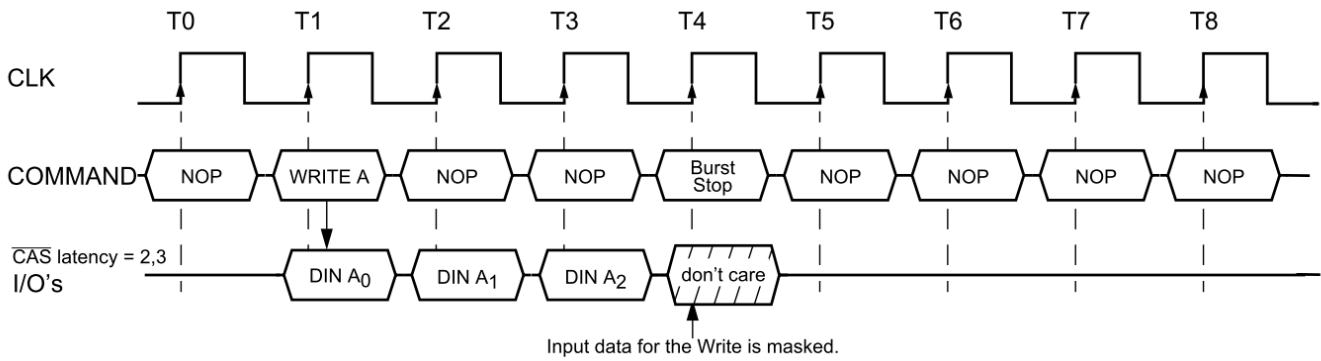 T0 T1 T2 T3 T4 T5 T6 T7 T8
CLK
COMMAND NOP WRITE A NOP NOP Burst Stop NOP NOP NOP NOP
CAS latency = 2,3
I/O's DIN A0 DIN A1 DIN A2 don't care
Input data for the Write is masked.